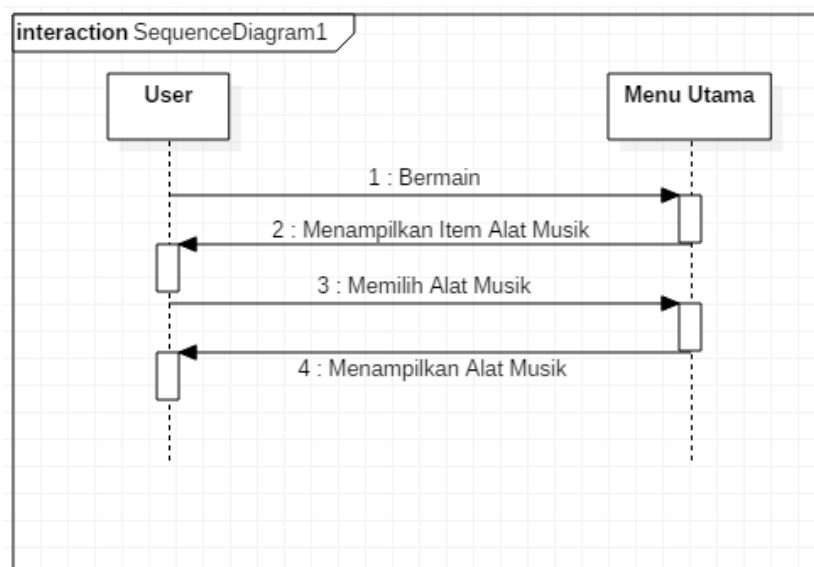 interaction SequenceDiagram1
User
Menu Utama
1 : Bermain
2 : Menampilkan Item Alat Musik
3 : Memilih Alat Musik
4 : Menampilkan Alat Musik